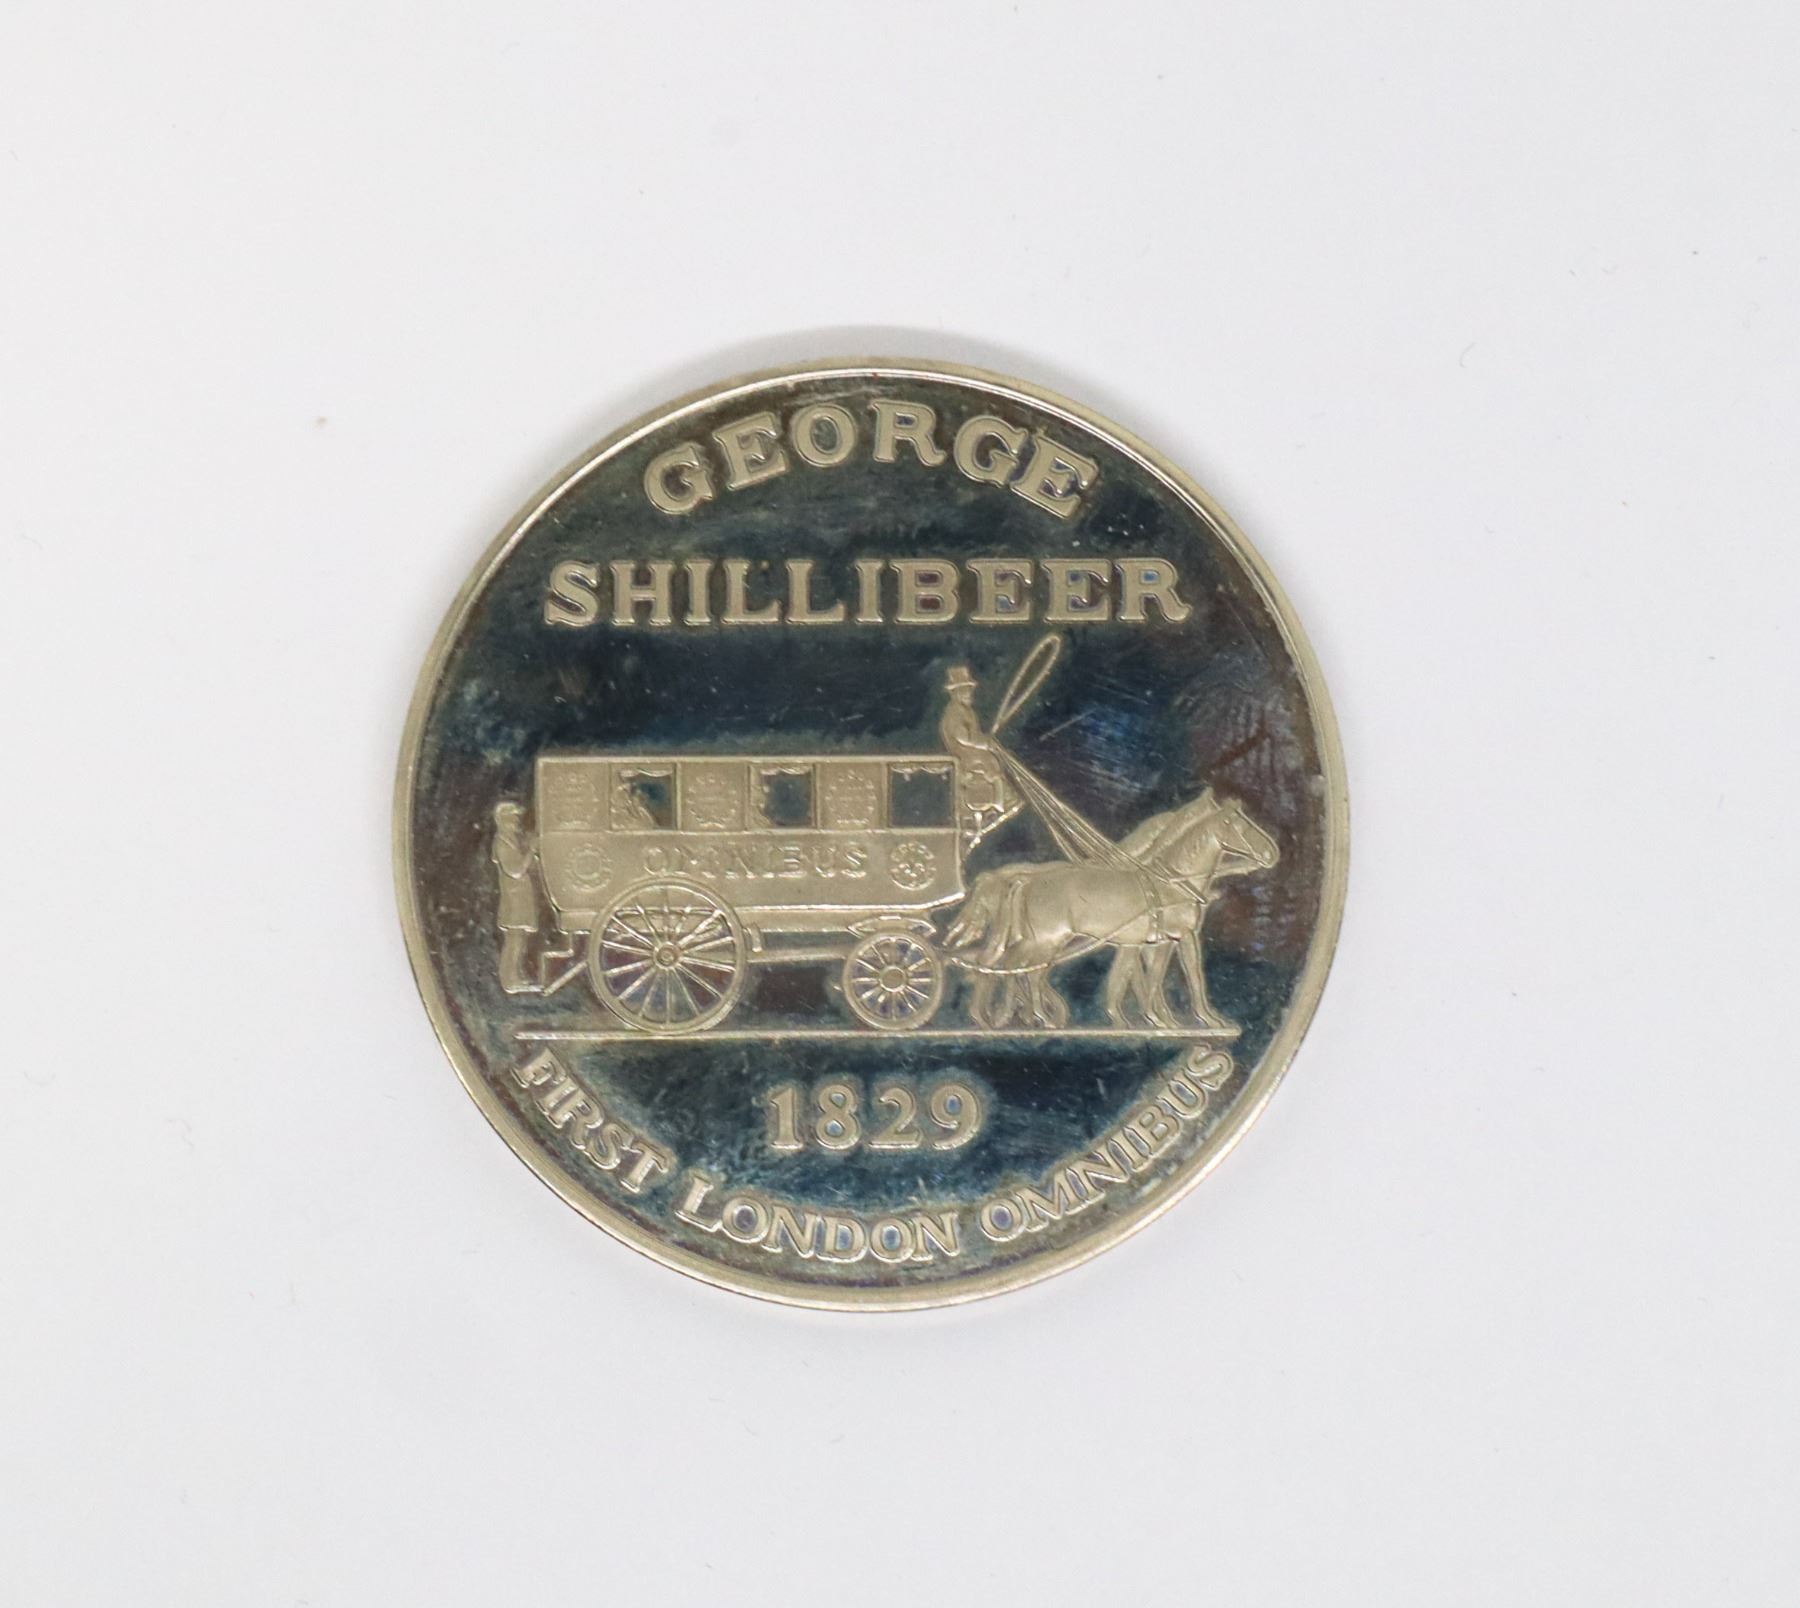 GEORGE
SHILLIBEER
OMNIBUS
1829
FIRST LONDON OMNIBUS